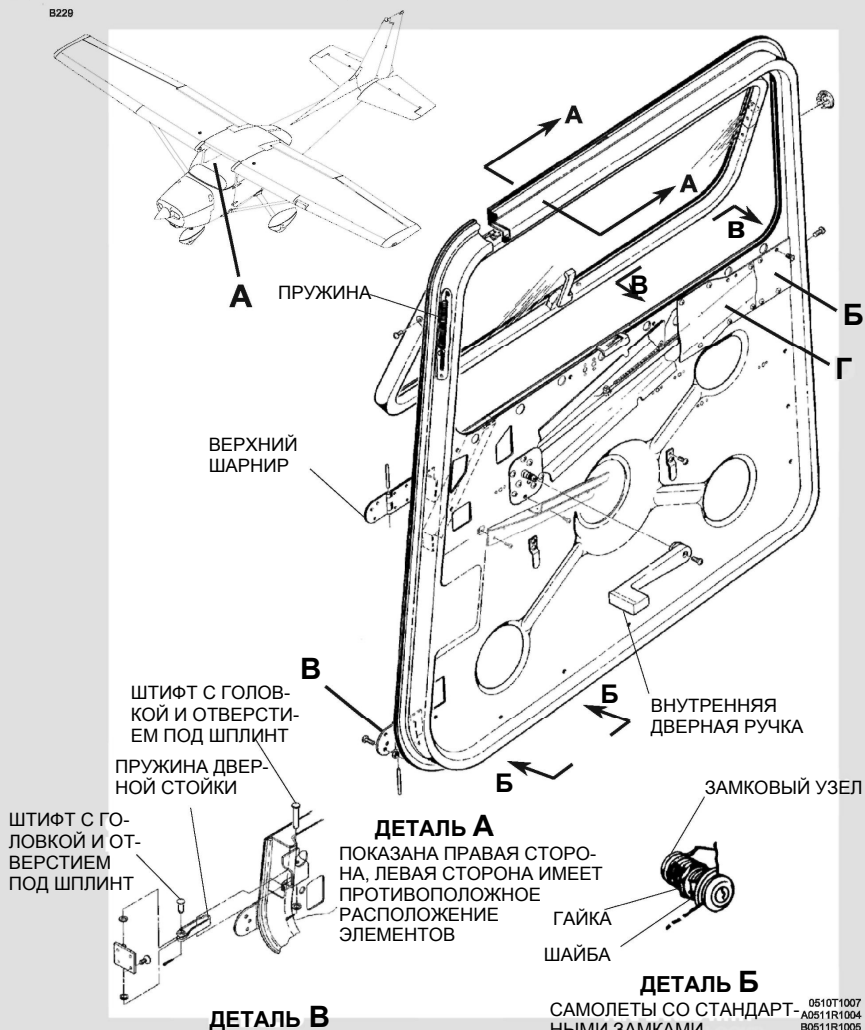 B229
А
А
А
В
В
ПРУЖИНА
Б
Г
ВЕРХНИЙ
ШАРНИР
В
ШТИФТ С ГОЛОВ-
КОЙ И ОТВЕРСТИ-
ЕМ ПОД ШПЛИНТ
Б
ВНУТРЕННЯЯ
ДВЕРНАЯ РУЧКА
ПРУЖИНА ДВЕР-
НОЙ СТОЙКИ
Б
ШТИФТ С ГО-
ЛОВКОЙ И ОТ-
ВЕРСТИЕМ
ПОД ШПЛИНТ
ДЕТАЛЬ А
ПОКАЗАНА ПРАВАЯ СТОРО-
НА, ЛЕВАЯ СТОРОНА ИМЕЕТ
ПРОТИВОПОЛОЖНОЕ
РАСПОЛОЖЕНИЕ
ЭЛЕМЕНТОВ
ЗАМКОВЫЙ УЗЕЛ
ГАЙКА
ШАЙБА
ДЕТАЛЬ В
ДЕТАЛЬ Б
САМОЛЕТЫ СО СТАНДАРТ-
НЫМИ ЗАМКАМИ
0510T1007
A0511R1004
B0511R1005